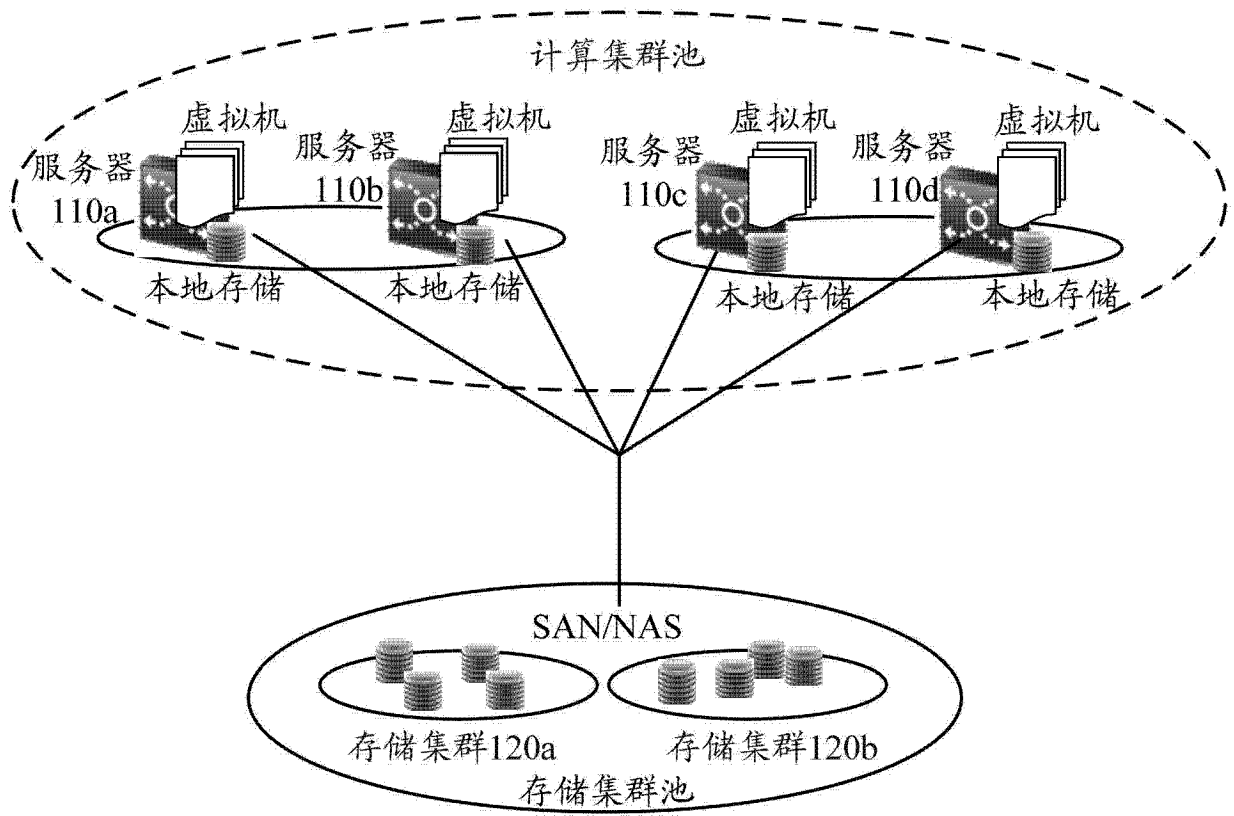 计算集群池
虚拟机
虚拟机
虚拟机
虚拟机
服务器
110a
服务器
110b
服务器
110c
服务器
110d
本地存储
本地存储
本地存储
本地存储
SAN/NAS
存储集群120a
存储集群120b
存储集群池